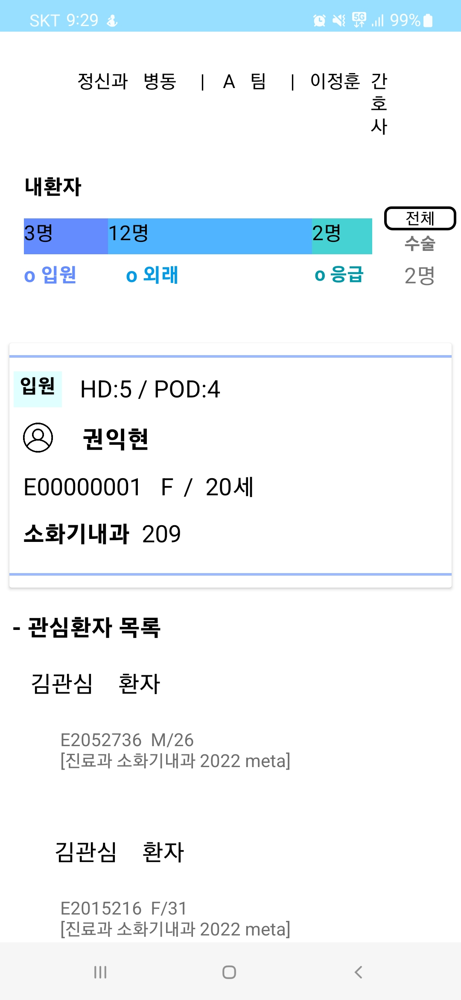 SKT 9:29 5G 99%
정신과 병동 | A 팀 | 이정훈 간
호
사
내환자
전체
3명 12명 2명
수술
o 입원 o 외래 o 응급
2명
입원 HD:5 / POD:4
권익현
E00000001 F / 20세
소화기내과 209
- 관심환자 목록
김관심 환자
E2052736 M/26
[진료과 소화기내과 2022 meta]
김관심 환자
E2015216 F/31
[진료과 소화기내과 2022 meta]